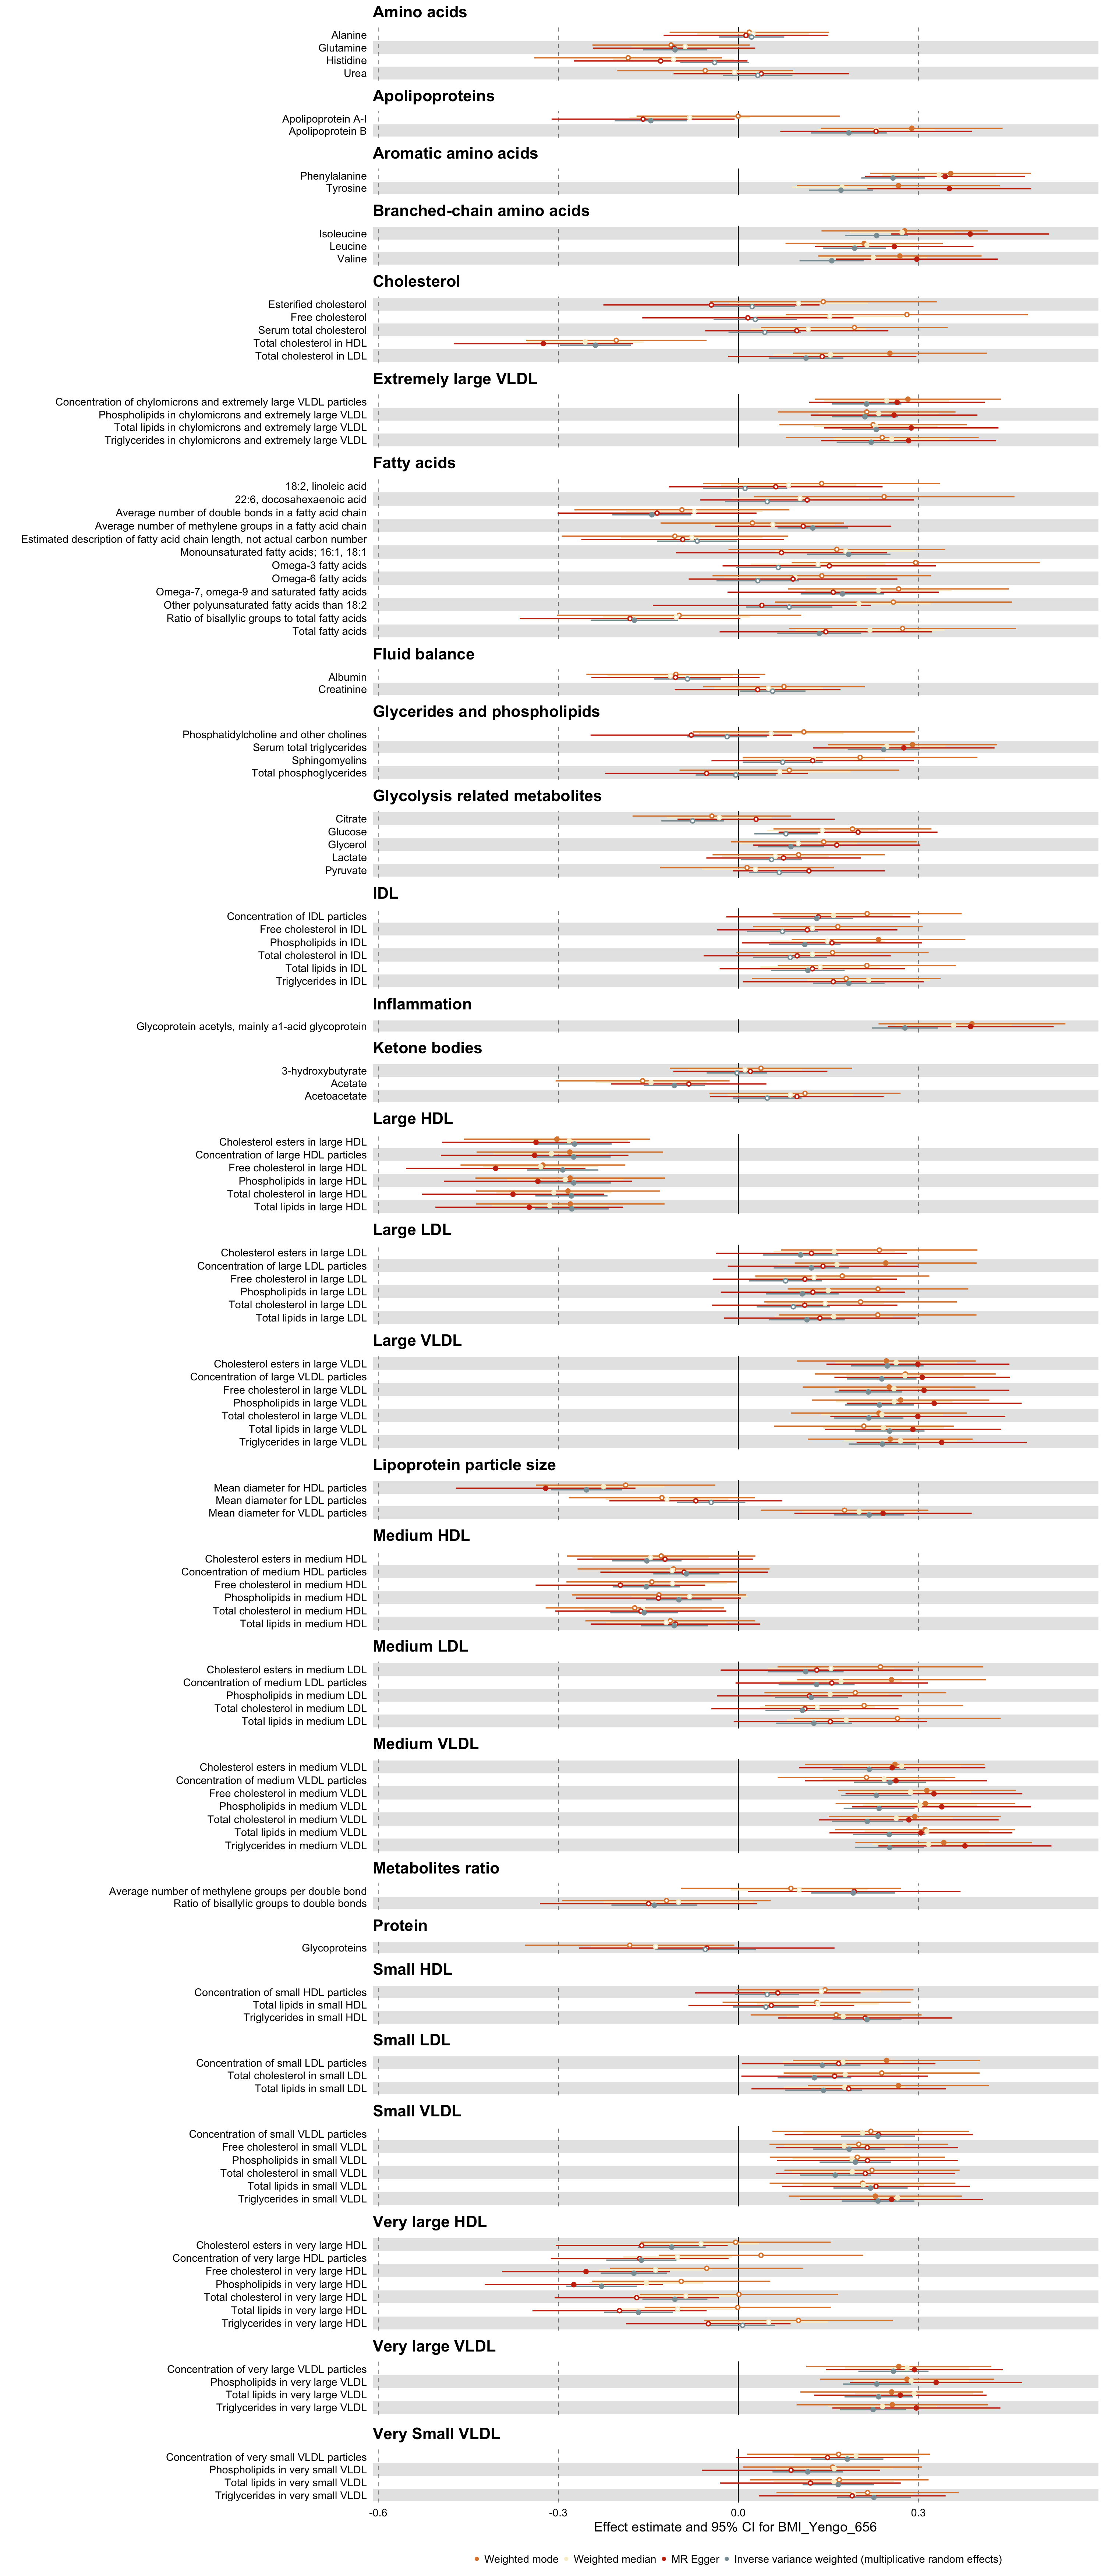 Amino acids
Alanine
Glutamine
Histidine
Urea
Apolipoproteins
Apolipoprotein A-I
Apolipoprotein B
Aromatic amino acids
Phenylalanine
Tyrosine
Branched-chain amino acids
Isoleucine
Leucine
Valine
Cholesterol
Esterified cholesterol
Free cholesterol
Serum total cholesterol
Total cholesterol in HDL
Total cholesterol in LDL
Extremely large VLDL
Concentration of chylomicrons and extremely large VLDL particles
Phospholipids in chylomicrons and extremely large VLDL
Total lipids in chylomicrons and extremely large VLDL
Triglycerides in chylomicrons and extremely large VLDL
Fatty acids
18:2, linoleic acid
22:6, docosahexaenoic acid
Average number of double bonds in a fatty acid chain
Average number of methylene groups in a fatty acid chain
Estimated description of fatty acid chain length, not actual carbon number
Monounsaturated fatty acids; 16:1, 18:1
Omega-3 fatty acids
Omega-6 fatty acids
Omega-7, omega-9 and saturated fatty acids
Other polyunsaturated fatty acids than 18:2
Ratio of bisallylic groups to total fatty acids
Total fatty acids
Fluid balance
Albumin
Creatinine
Glycerides and phospholipids
Phosphatidylcholine and other cholines
Serum total triglycerides
Sphingomyelins
Total phosphoglycerides
Glycolysis related metabolites
Citrate
Glucose
Glycerol
Lactate
Pyruvate
IDL
Concentration of IDL particles
Free cholesterol in IDL
Phospholipids in IDL
Total cholesterol in IDL
Total lipids in IDL
Triglycerides in IDL
Inflammation
Glycoprotein acetyls, mainly a1-acid glycoprotein
Ketone bodies
3-hydroxybutyrate
Acetate
Acetoacetate
Large HDL
Cholesterol esters in large HDL
Concentration of large HDL particles
Free cholesterol in large HDL
Phospholipids in large HDL
Total cholesterol in large HDL
Total lipids in large HDL
Large LDL
Cholesterol esters in large LDL
Concentration of large LDL particles
Free cholesterol in large LDL
Phospholipids in large LDL
Total cholesterol in large LDL
Total lipids in large LDL
Large VLDL
Cholesterol esters in large VLDL
Concentration of large VLDL particles
Free cholesterol in large VLDL
Phospholipids in large VLDL
Total cholesterol in large VLDL
Total lipids in large VLDL
Triglycerides in large VLDL
Lipoprotein particle size
Mean diameter for HDL particles
Mean diameter for LDL particles
Mean diameter for VLDL particles
Medium HDL
Cholesterol esters in medium HDL
Concentration of medium HDL particles
Free cholesterol in medium HDL
Phospholipids in medium HDL
Total cholesterol in medium HDL
Total lipids in medium HDL
Medium LDL
Cholesterol esters in medium LDL
Concentration of medium LDL particles
Phospholipids in medium LDL
Total cholesterol in medium LDL
Total lipids in medium LDL
Medium VLDL
Cholesterol esters in medium VLDL
Concentration of medium VLDL particles
Free cholesterol in medium VLDL
Phospholipids in medium VLDL
Total cholesterol in medium VLDL
Total lipids in medium VLDL
Triglycerides in medium VLDL
Metabolites ratio
Average number of methylene groups per double bond
Ratio of bisallylic groups to double bonds
Protein
Glycoproteins
Small HDL
Concentration of small HDL particles
Total lipids in small HDL
Triglycerides in small HDL
Small LDL
Concentration of small LDL particles
Total cholesterol in small LDL
Total lipids in small LDL
Small VLDL
Concentration of small VLDL particles
Free cholesterol in small VLDL
Phospholipids in small VLDL
Total cholesterol in small VLDL
Total lipids in small VLDL
Triglycerides in small VLDL
Very large HDL
Cholesterol esters in very large HDL
Concentration of very large HDL particles
Free cholesterol in very large HDL
Phospholipids in very large HDL
Total cholesterol in very large HDL
Total lipids in very large HDL
Triglycerides in very large HDL
Very large VLDL
Concentration of very large VLDL particles
Phospholipids in very large VLDL
Total lipids in very large VLDL
Triglycerides in very large VLDL
Very Small VLDL
Concentration of very small VLDL particles
Phospholipids in very small VLDL
Total lipids in very small VLDL
Triglycerides in very small VLDL
-0.6 -0.3 0.0 0.3
Effect estimate and 95% CI for BMI_Yengo_656
Weighted mode Weighted median MR Egger Inverse variance weighted (multiplicative random effects)